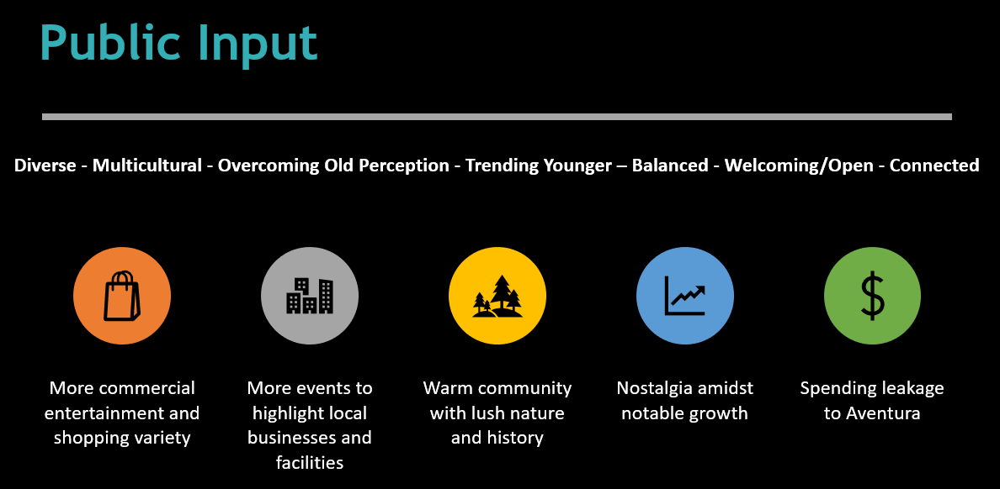 Public Input
Diverse - Multicultural - Overcoming Old Perception - Trending Younger – Balanced - Welcoming/Open - Connected
More commercial
entertainment and
shopping variety
More events to
highlight local
businesses and
facilities
Warm community
with lush nature
and history
Nostalgia amidst
notable growth
Spending leakage
to Aventura